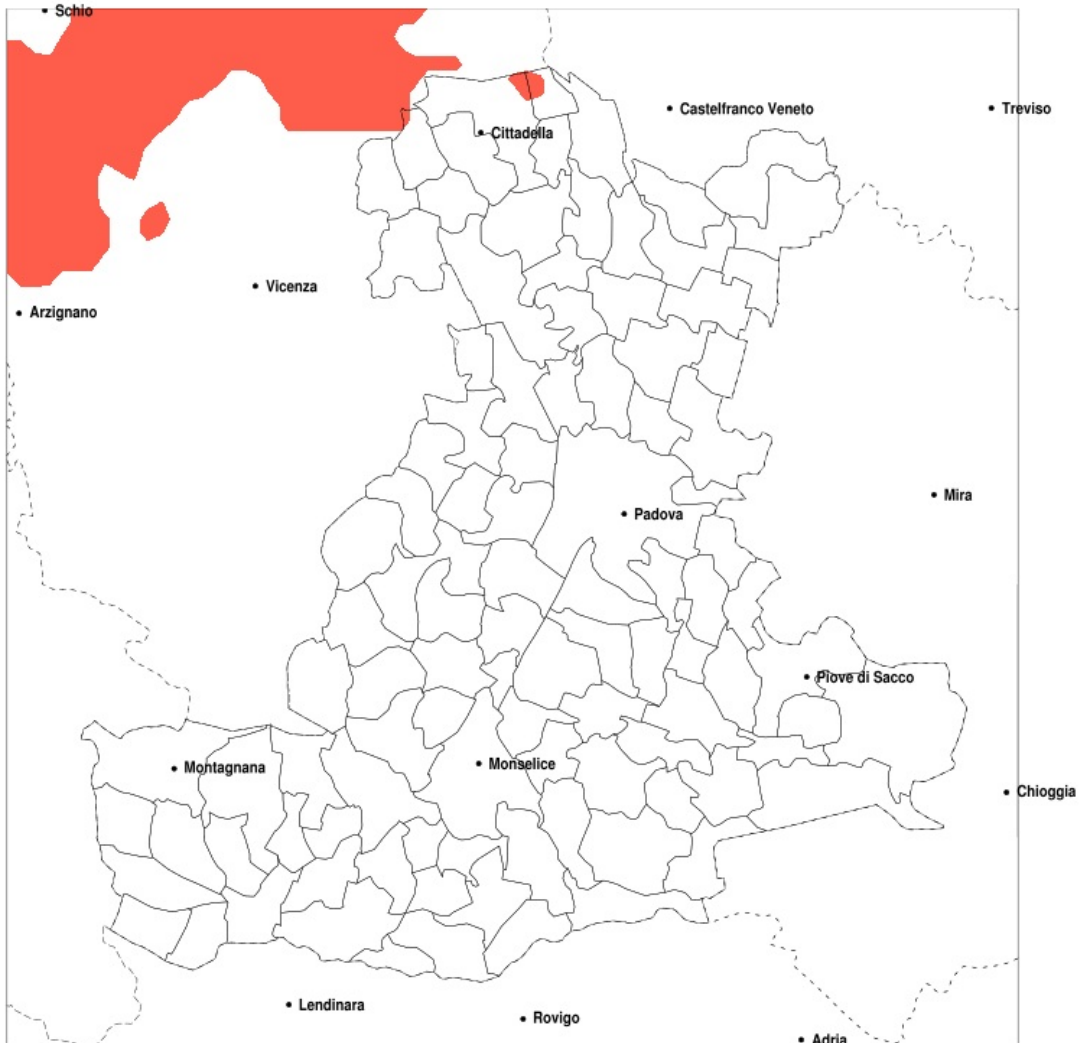 Schio
Castelfranco Veneto
Treviso
Cittadella
Vicenza
Arzignano
Mira
Padova
Piove di Sacco
Monselice
Montagnana
Chioggia
Lendinara
Rovigo
Adria